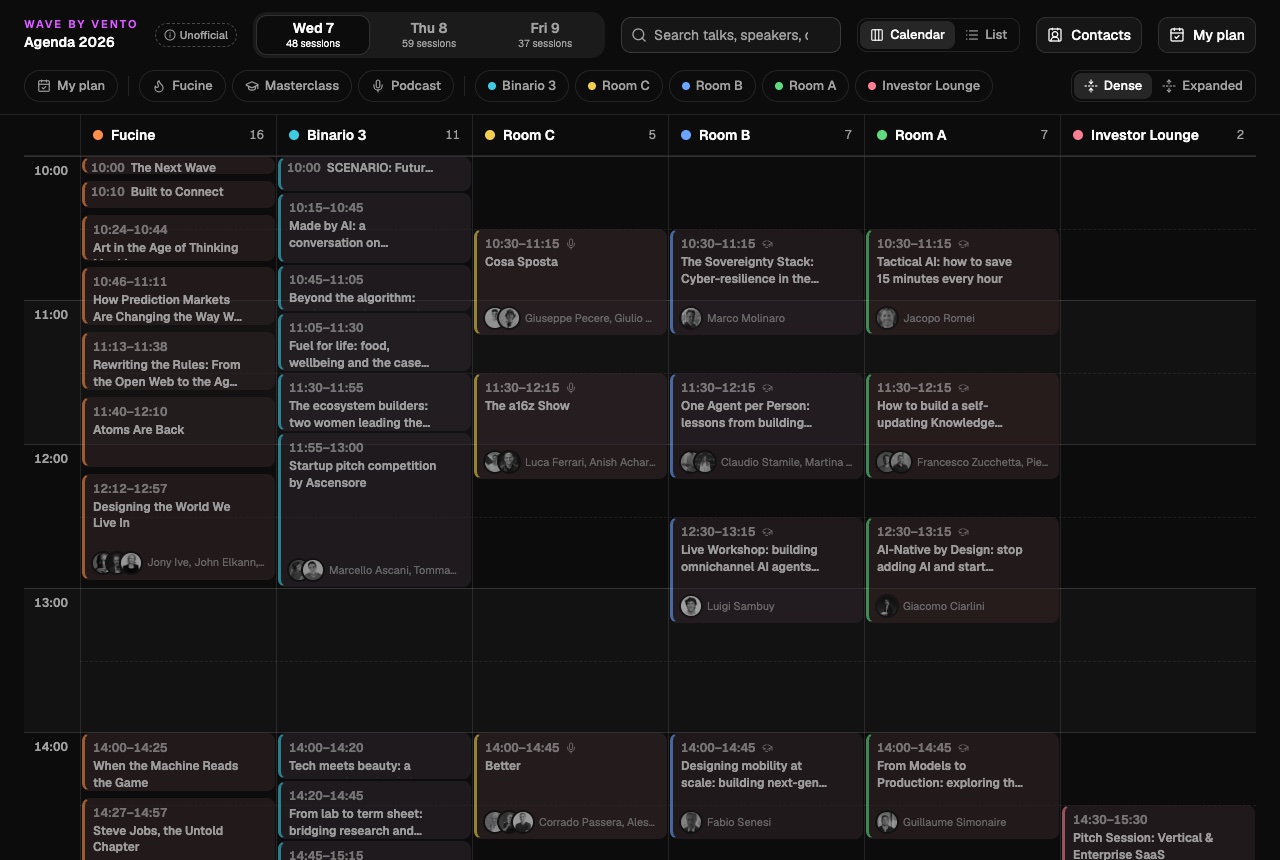 WAVE BY VENTO
Agenda 2026
Unofficial
Wed 7
48 sessions
Thu 8
59 sessions
Fri 9
37 sessions
Search talks, speakers,
Calendar
List
Contacts
My plan
My plan
Fucine
Masterclass
Podcast
Binario 3
Room C
Room B
Room A
Investor Lounge
Dense
Expanded
Fucine 16
Binario 3 11
Room C 5
Room B 7
Room A 7
Investor Lounge 2
10:00
11:00
12:00
13:00
14:00
10:00 The Next Wave
10:10 Built to Connect
10:24–10:44
Art in the Age of Thinking
10:46–11:11
How Prediction Markets
Are Changing the Way W...
11:13–11:38
Rewriting the Rules: From
the Open Web to the Ag...
11:40–12:10
Atoms Are Back
12:12–12:57
Designing the World We
Live In
Jony Ive, John Elkann,...
14:00–14:25
When the Machine Reads
the Game
14:27–14:57
Steve Jobs, the Untold
Chapter
10:00 SCENARIO: Futur...
10:15–10:45
Made by AI: a
conversation on...
10:45–11:05
Beyond the algorithm:
11:05–11:30
Fuel for life: food,
wellbeing and the case...
11:30–11:55
The ecosystem builders:
two women leading the...
11:55–13:00
Startup pitch competition
by Ascensore
Marcello Ascani, Tomma...
14:00–14:20
Tech meets beauty: a
14:20–14:45
From lab to term sheet:
bridging research and...
14:45–15:15
10:30–11:15
Cosa Sposta
Giuseppe Pecere, Giulio ...
11:30–12:15
The a16z Show
Luca Ferrari, Anish Achar...
14:00–14:45
Better
Corrado Passera, Ales...
10:30–11:15
The Sovereignty Stack:
Cyber-resilience in the...
Marco Molinaro
11:30–12:15
One Agent per Person:
lessons from building...
Claudio Stamile, Martina ...
12:30–13:15
Live Workshop: building
omnichannel AI agents...
Luigi Sambuy
14:00–14:45
Designing mobility at
scale: building next-gen...
Fabio Senesi
10:30–11:15
Tactical AI: how to save
15 minutes every hour
Jacopo Romei
11:30–12:15
How to build a self-
updating Knowledge...
Francesco Zucchetta, Pie...
12:30–13:15
AI-Native by Design: stop
adding AI and start...
Giacomo Ciarlini
14:00–14:45
From Models to
Production: exploring th...
Guillaume Simonaire
14:30–15:30
Pitch Session: Vertical &
Enterprise SaaS